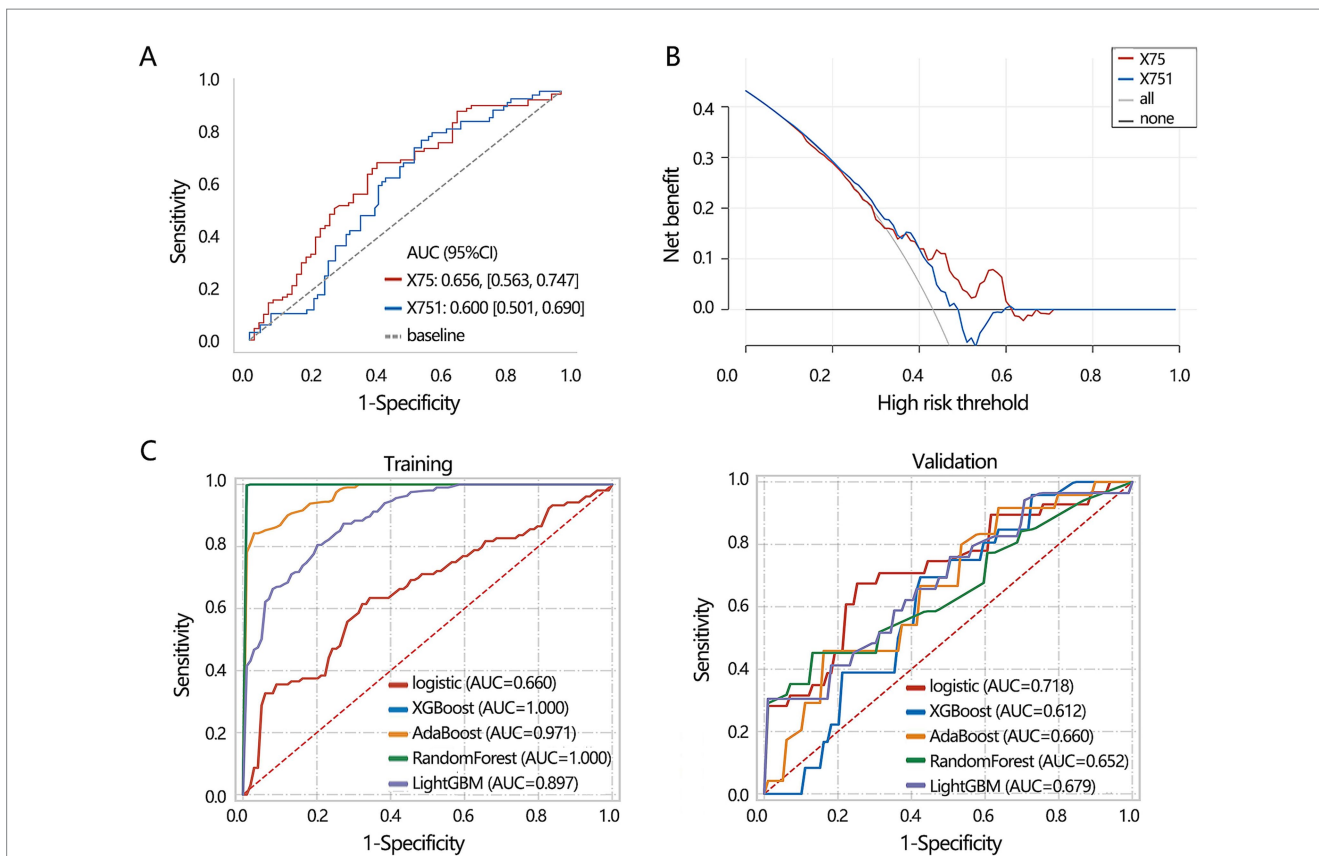 A
1.0
0.8
0.6
0.4
0.2
0.0
Sensitivity
AUC (95%CI)
X75: 0.656, [0.563, 0.747]
X751: 0.600 [0.501, 0.690]
baseline
0.0 0.2 0.4 0.6 0.8 1.0
1-Specificity
B
X75
X751
all
none
0.4
0.3
0.2
0.1
0.0
Net benefit
0.0 0.2 0.4 0.6 0.8 1.0
High risk threhold
C
Training
1.0
0.8
0.6
0.4
0.2
0.0
Sensitivity
logistic (AUC=0.660)
XGBoost (AUC=1.000)
AdaBoost (AUC=0.971)
RandomForest (AUC=1.000)
LightGBM (AUC=0.897)
0.0 0.2 0.4 0.6 0.8 1.0
1-Specificity
Validation
1.0
0.8
0.6
0.4
0.2
0.0
Sensitivity
logistic (AUC=0.718)
XGBoost (AUC=0.612)
AdaBoost (AUC=0.660)
RandomForest (AUC=0.652)
LightGBM (AUC=0.679)
0.0 0.2 0.4 0.6 0.8 1.0
1-Specificity